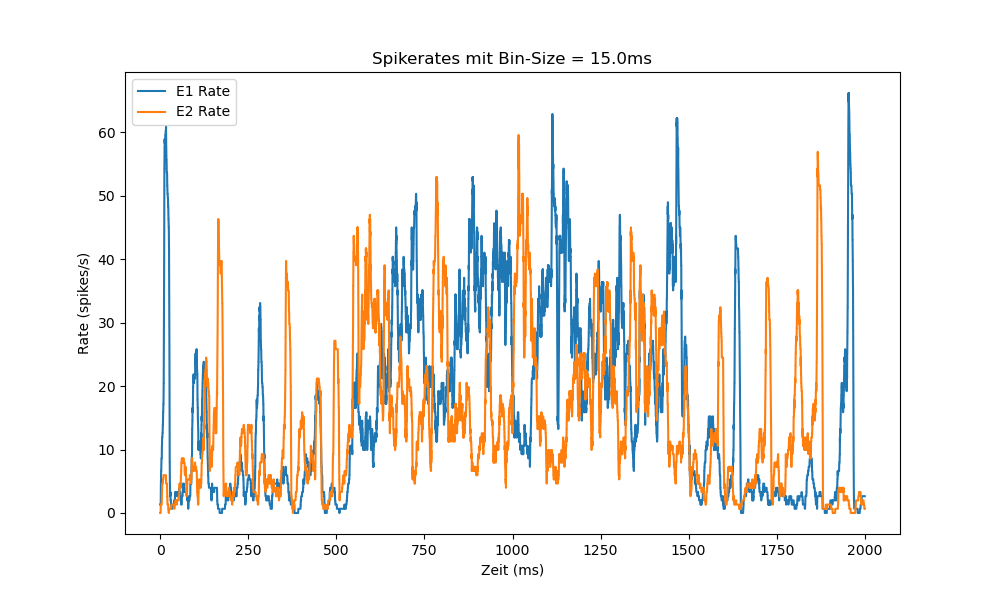 Spikerates mit Bin-Size = 15.0ms
E1 Rate
E2 Rate
Rate (spikes/s)
60
50
40
30
20
10
0
0 250 500 750 1000 1250 1500 1750 2000
Zeit (ms)